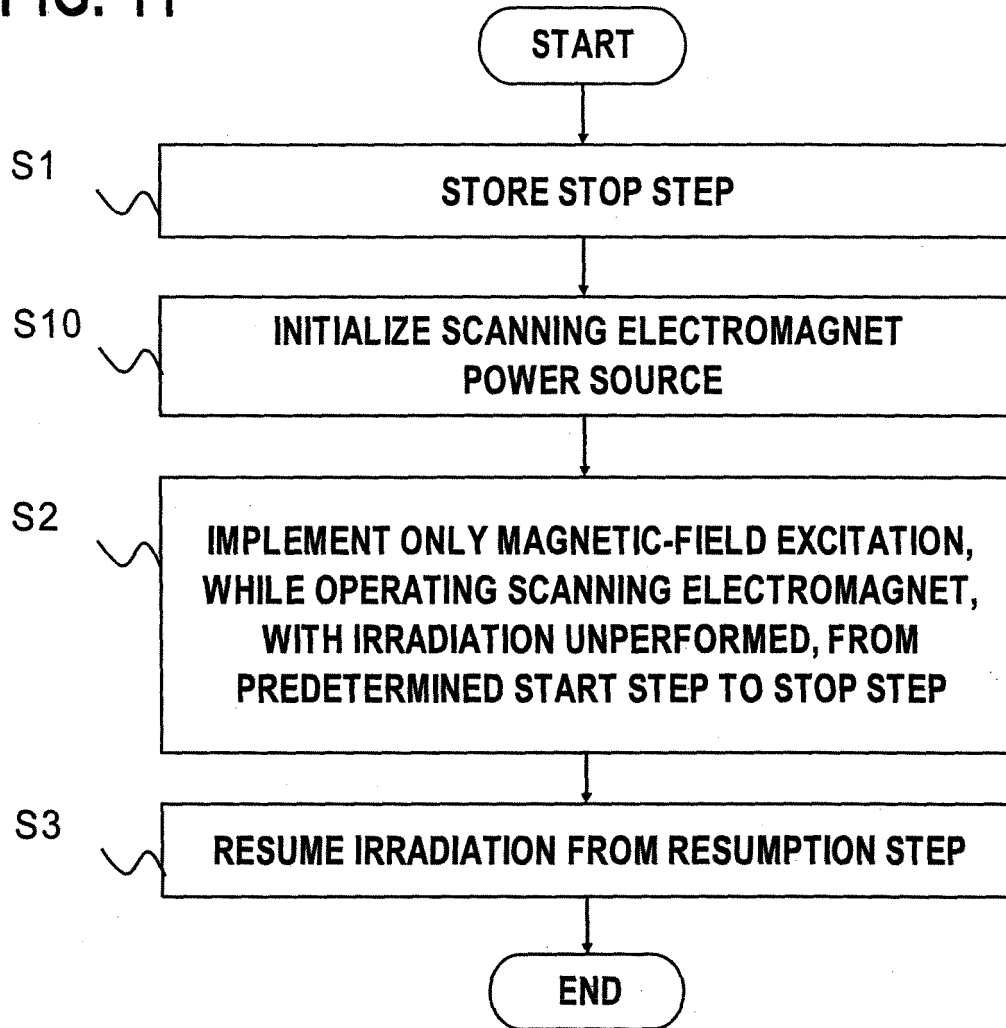 FIG. 11
START
S1
STORE STOP STEP
S10
INITIALIZE SCANNING ELECTROMAGNET
POWER SOURCE
S2
IMPLEMENT ONLY MAGNETIC-FIELD EXCITATION,
WHILE OPERATING SCANNING ELECTROMAGNET,
WITH IRRADIATION UNPERFORMED, FROM
PREDETERMINED START STEP TO STOP STEP
S3
RESUME IRRADIATION FROM RESUMPTION STEP
END